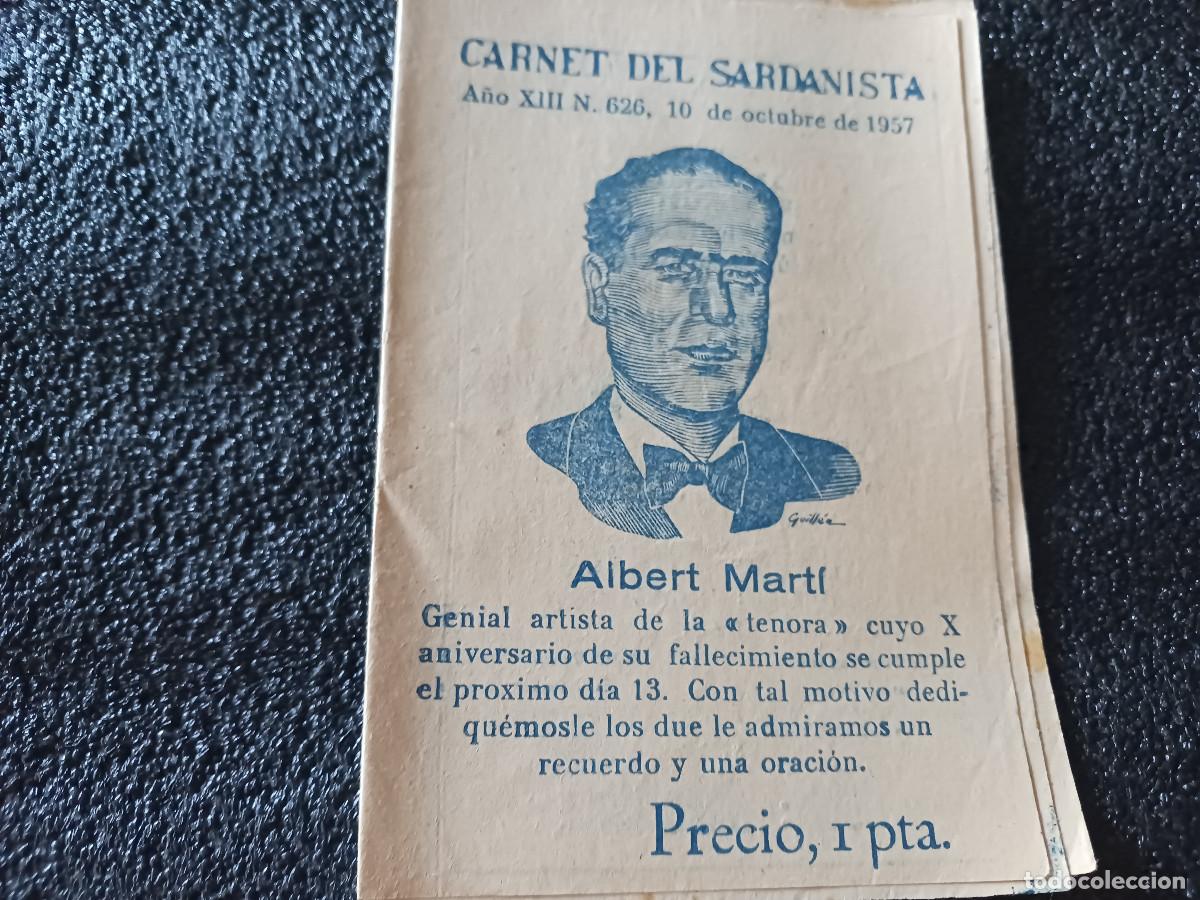 CARNET DEL SARDANISTA
Año XIII N. 626, 10 de octubre de 1957
Guillén
Albert Martí
Genial artista de la «tenora» cuyo X
aniversario de su fallecimiento se cumple
el proximo día 13. Con tal motivo dedi-
quémosle los due le admiramos un
recuerdo y una oración.
Precio, 1 pta.
todocoleccion